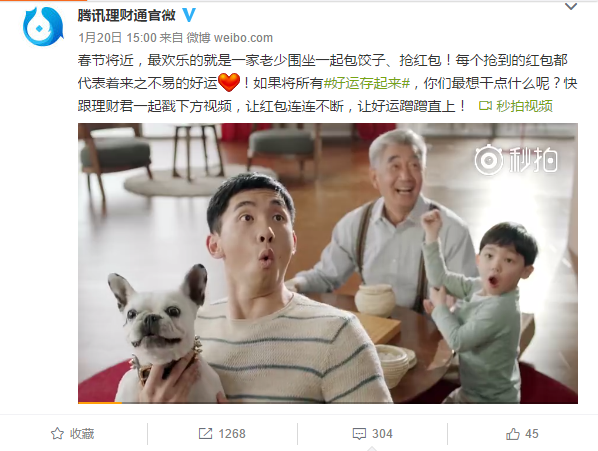 腾讯理财通官微
1月20日 15:00 来自 微博 weibo.com
春节将近，最欢乐的就是一家老少围坐一起包饺子、抢红包！每个抢到的红包都
代表着来之不易的好运！如果将所有#好运存起来#，你们最想干点什么呢？快
跟理财君一起戳下方视频，让红包连连不断，让好运蹭蹭直上！ 秒拍视频
秒拍
收藏 1268 304 45